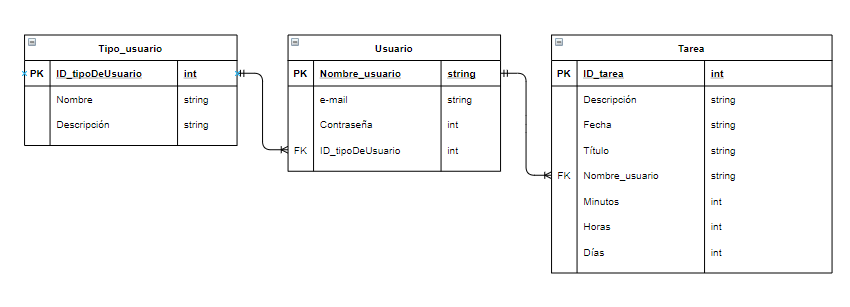 Tipo_usuario
PK ID_tipoDeUsuario int
Nombre string
Descripción string
Usuario
PK Nombre_usuario string
e-mail string
Contraseña int
FK ID_tipoDeUsuario int
Tarea
PK ID_tarea int
Descripción string
Fecha string
Título string
FK Nombre_usuario string
Minutos int
Horas int
Días int